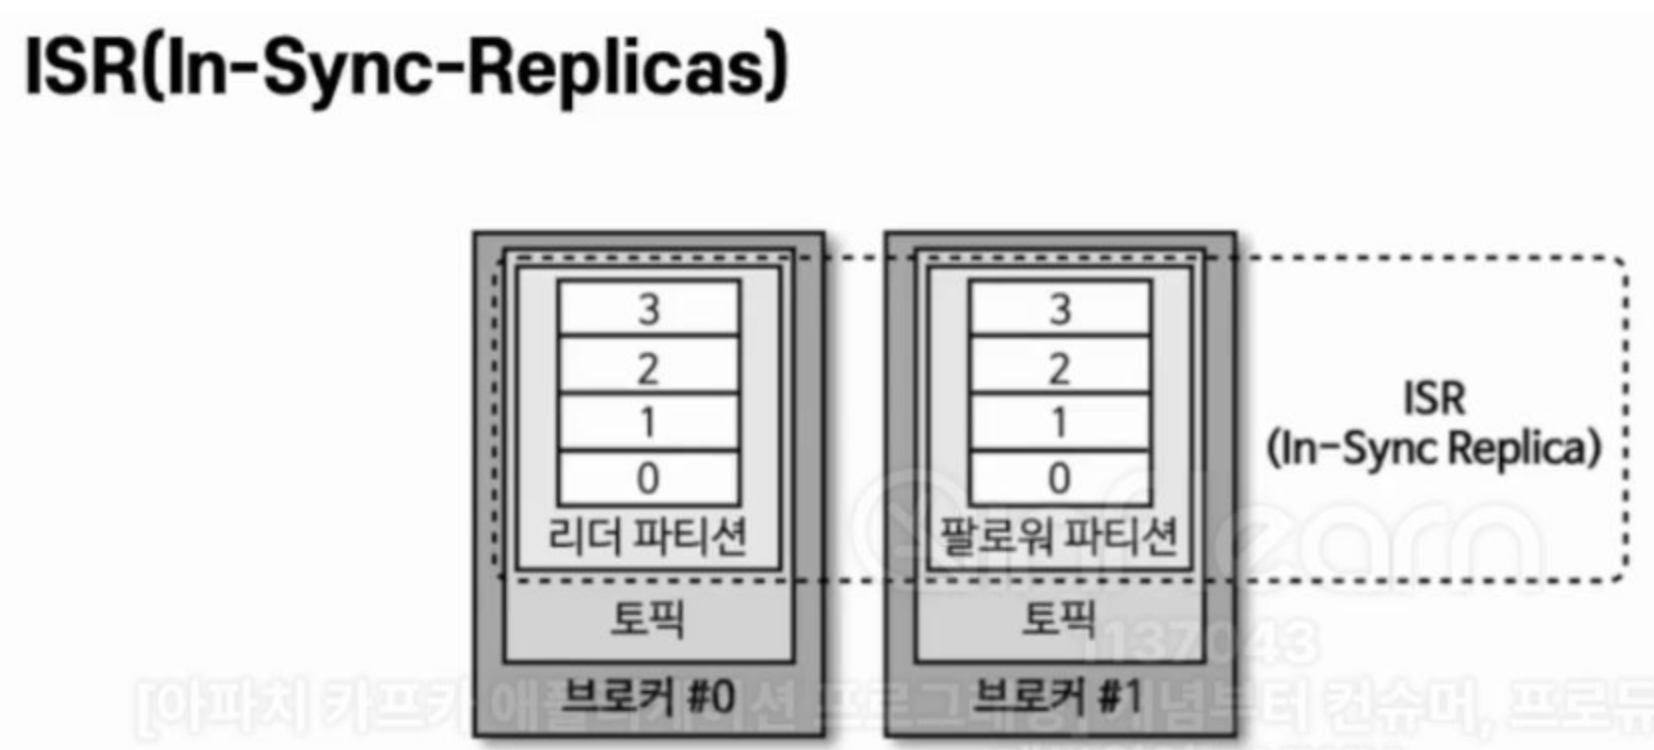 ISR(In-Sync-Replicas)
3
2
1
0
리더 파티션
토픽
브로커 #0
3
2
1
0
팔로워 파티션
토픽
브로커 #1
ISR
(In-Sync Replica)
inflearn
1137043
[아파치 카프카 애플리케이션 프로그래밍] 개념부터 컨슈머, 프로듀